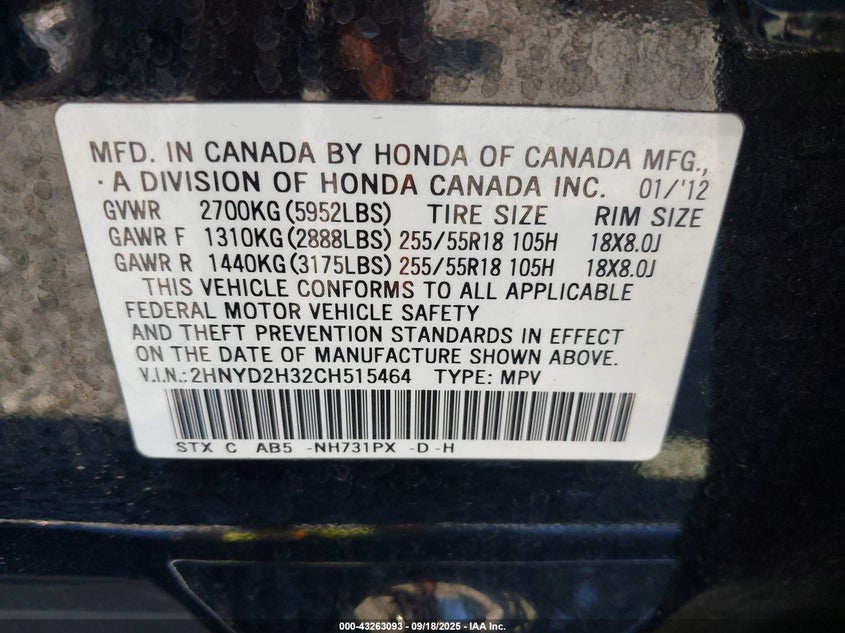 MFD. IN CANADA BY HONDA OF CANADA MFG.,
· A DIVISION OF HONDA CANADA INC. 01/'12
GVWR 2700KG (5952LBS) TIRE SIZE RIM SIZE
GAWR F 1310KG (2888LBS) 255/55R18 105H 18X8.0J
GAWR R 1440KG (3175LBS) 255/55R18 105H 18X8.0J
THIS VEHICLE CONFORMS TO ALL APPLICABLE
FEDERAL MOTOR VEHICLE SAFETY
AND THEFT PREVENTION STANDARDS IN EFFECT
ON THE DATE OF MANUFACTURE SHOWN ABOVE.
V.I.N.: 2HNYD2H32CH515464 TYPE: MPV
STX C AB5 -NH731PX -D -H
000-43263093 - 09/18/2025 - IAA Inc.